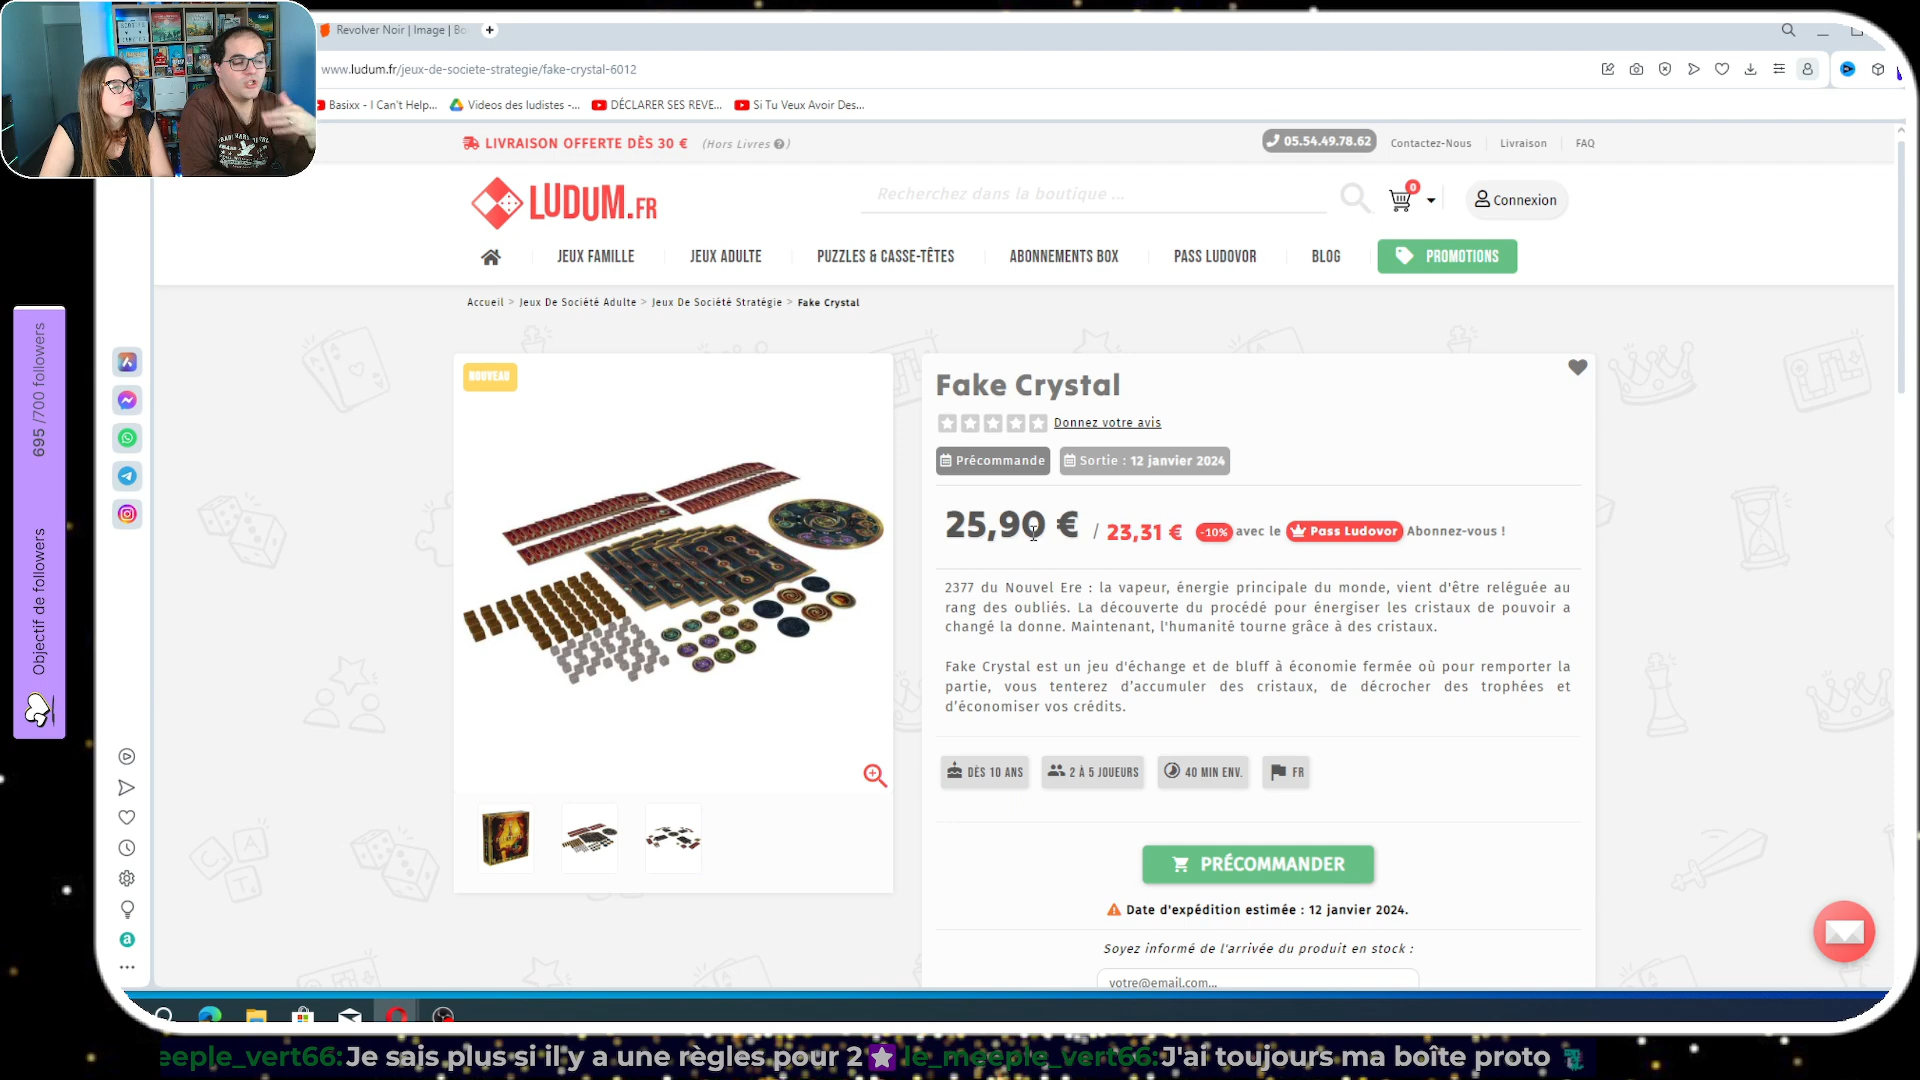 Revolver Noir | Image | Bo
www.ludum.fr/jeux-de-societe-strategie/fake-crystal-6012
Basixx - I Can't Help...
Videos des ludistes -...
DÉCLARER SES REVE...
Si Tu Veux Avoir Des...
LIVRAISON OFFERTE DÈS 30 € (Hors Livres ?)
05.54.49.78.62
Contactez-Nous
Livraison
FAQ
LUDUM.FR
Recherchez dans la boutique ...
0
Connexion
JEUX FAMILLE
JEUX ADULTE
PUZZLES & CASSE-TÊTES
ABONNEMENTS BOX
PASS LUDOVOR
BLOG
PROMOTIONS
Accueil > Jeux De Société Adulte > Jeux De Société Stratégie > Fake Crystal
NOUVEAU
Fake Crystal
Donnez votre avis
Précommande
Sortie : 12 janvier 2024
25,90 € / 23,31 € -10% avec le Pass Ludovor Abonnez-vous !
2377 du Nouvel Ere : la vapeur, énergie principale du monde, vient d'être reléguée au
rang des oubliés. La découverte du procédé pour énergiser les cristaux de pouvoir a
changé la donne. Maintenant, l'humanité tourne grâce à des cristaux.
Fake Crystal est un jeu d'échange et de bluff à économie fermée où pour remporter la
partie, vous tenterez d'accumuler des cristaux, de décrocher des trophées et
d'économiser vos crédits.
DÈS 10 ANS
2 À 5 JOUEURS
40 MIN ENV.
FR
PRÉCOMMANDER
Date d'expédition estimée : 12 janvier 2024.
Soyez informé de l'arrivée du produit en stock :
votre@email.com...
Objectif de followers 695 /700 followers
eeple_vert66: Je sais plus si il y a une règles pour 2 le_meeple_vert66: J'ai toujours ma boîte proto